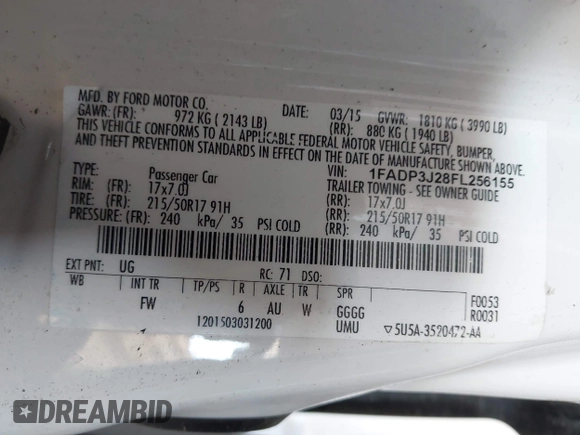 MFD. BY FORD MOTOR CO.
DATE: 03/15 GVWR: 1810 KG ( 3990 LB)
GAWR: (FR): 972 KG ( 2143 LB) (RR): 880 KG ( 1940 LB)
THIS VEHICLE CONFORMS TO ALL APPLICABLE FEDERAL MOTOR VEHICLE SAFETY, BUMPER,
AND THEFT PREVENTION STANDARDS IN EFFECT ON THE DATE OF MANUFACTURE SHOWN ABOVE.
VIN: 1FADP3J28FL256155
TYPE: Passenger Car TRAILER TOWING - SEE OWNER GUIDE
RIM: (FR): 17x7.0J (RR): 17x7.0J
TIRE: (FR): 215/50R17 91H (RR): 215/50R17 91H
PRESSURE: (FR): 240 kPa/ 35 PSI COLD (RR): 240 kPa/ 35 PSI COLD
EXT PNT: UG RC: 71 DSO:
WB INT TR TP/PS R AXLE TR SPR F0053
FW 6 AU W GGGG R0031
1201503031200 UMU ▽5U5A-3520472-AA
DREAMBID